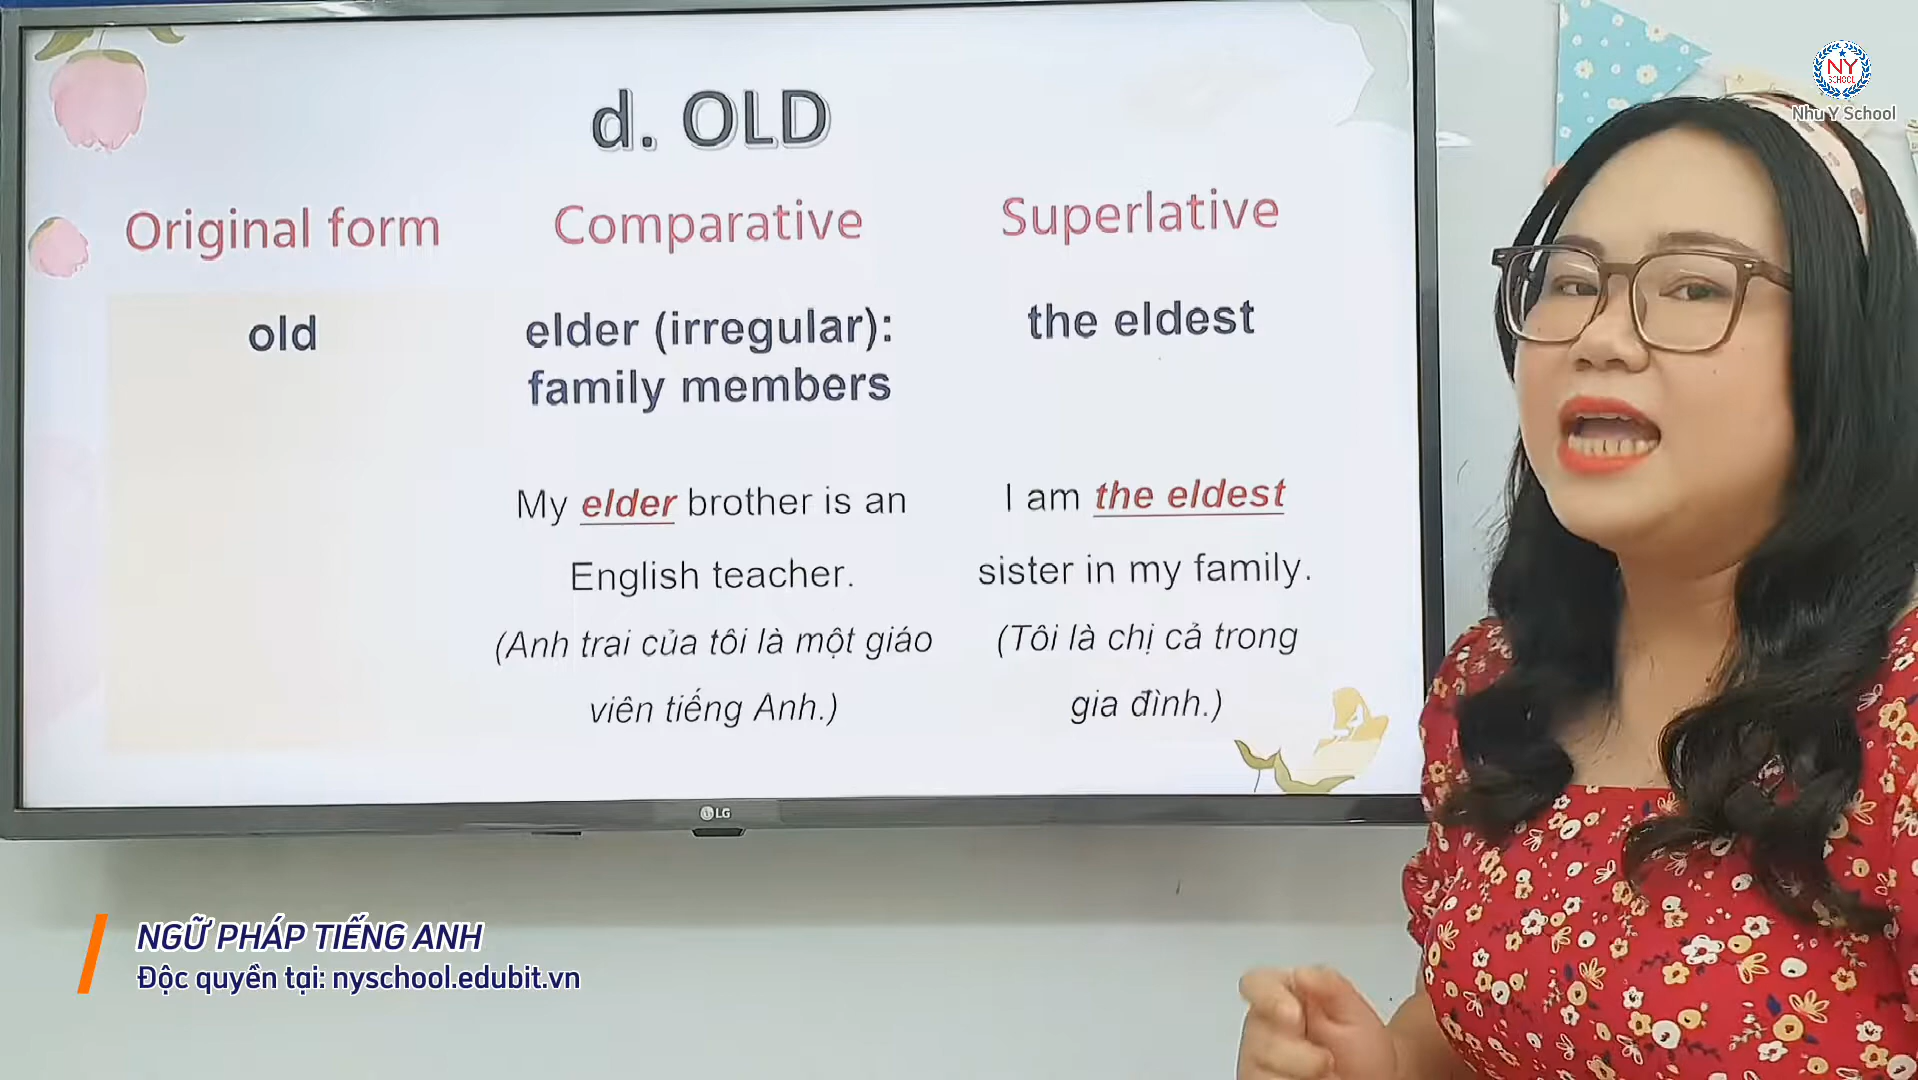 d. OLD
Original form
Comparative
Superlative
old
elder (irregular):
family members
the eldest
My elder brother is an
English teacher.
(Anh trai của tôi là một giáo
viên tiếng Anh.)
I am the eldest
sister in my family.
(Tôi là chị cả trong
gia đình.)
LG
NY
SCHOOL
Nhu Y School
NGỮ PHÁP TIẾNG ANH
Độc quyền tại: nyschool.edubit.vn